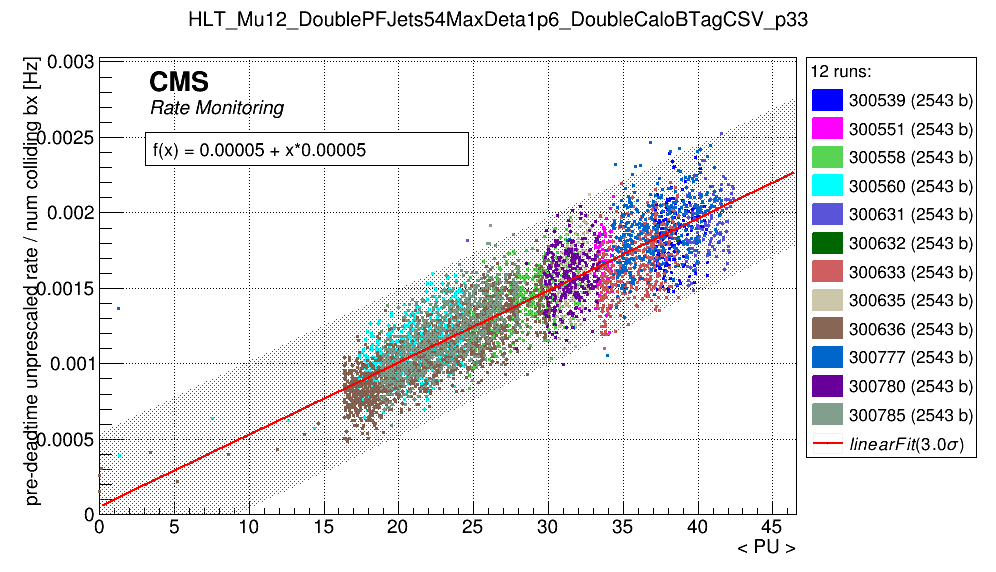 HLT_Mu12_DoublePFJets54MaxDeta1p6_DoubleCaloBTagCSV_p33
pre-deadtime unprescaled rate / num colliding bx [Hz]
0.003
0.0025
0.002
0.0015
0.001
0.0005
0
CMS
Rate Monitoring
f(x) = 0.00005 + x*0.00005
0 5 10 15 20 25 30 35 40 45
< PU >
12 runs:
300539 (2543 b)
300551 (2543 b)
300558 (2543 b)
300560 (2543 b)
300631 (2543 b)
300632 (2543 b)
300633 (2543 b)
300635 (2543 b)
300636 (2543 b)
300777 (2543 b)
300780 (2543 b)
300785 (2543 b)
linearFit(3.0σ)